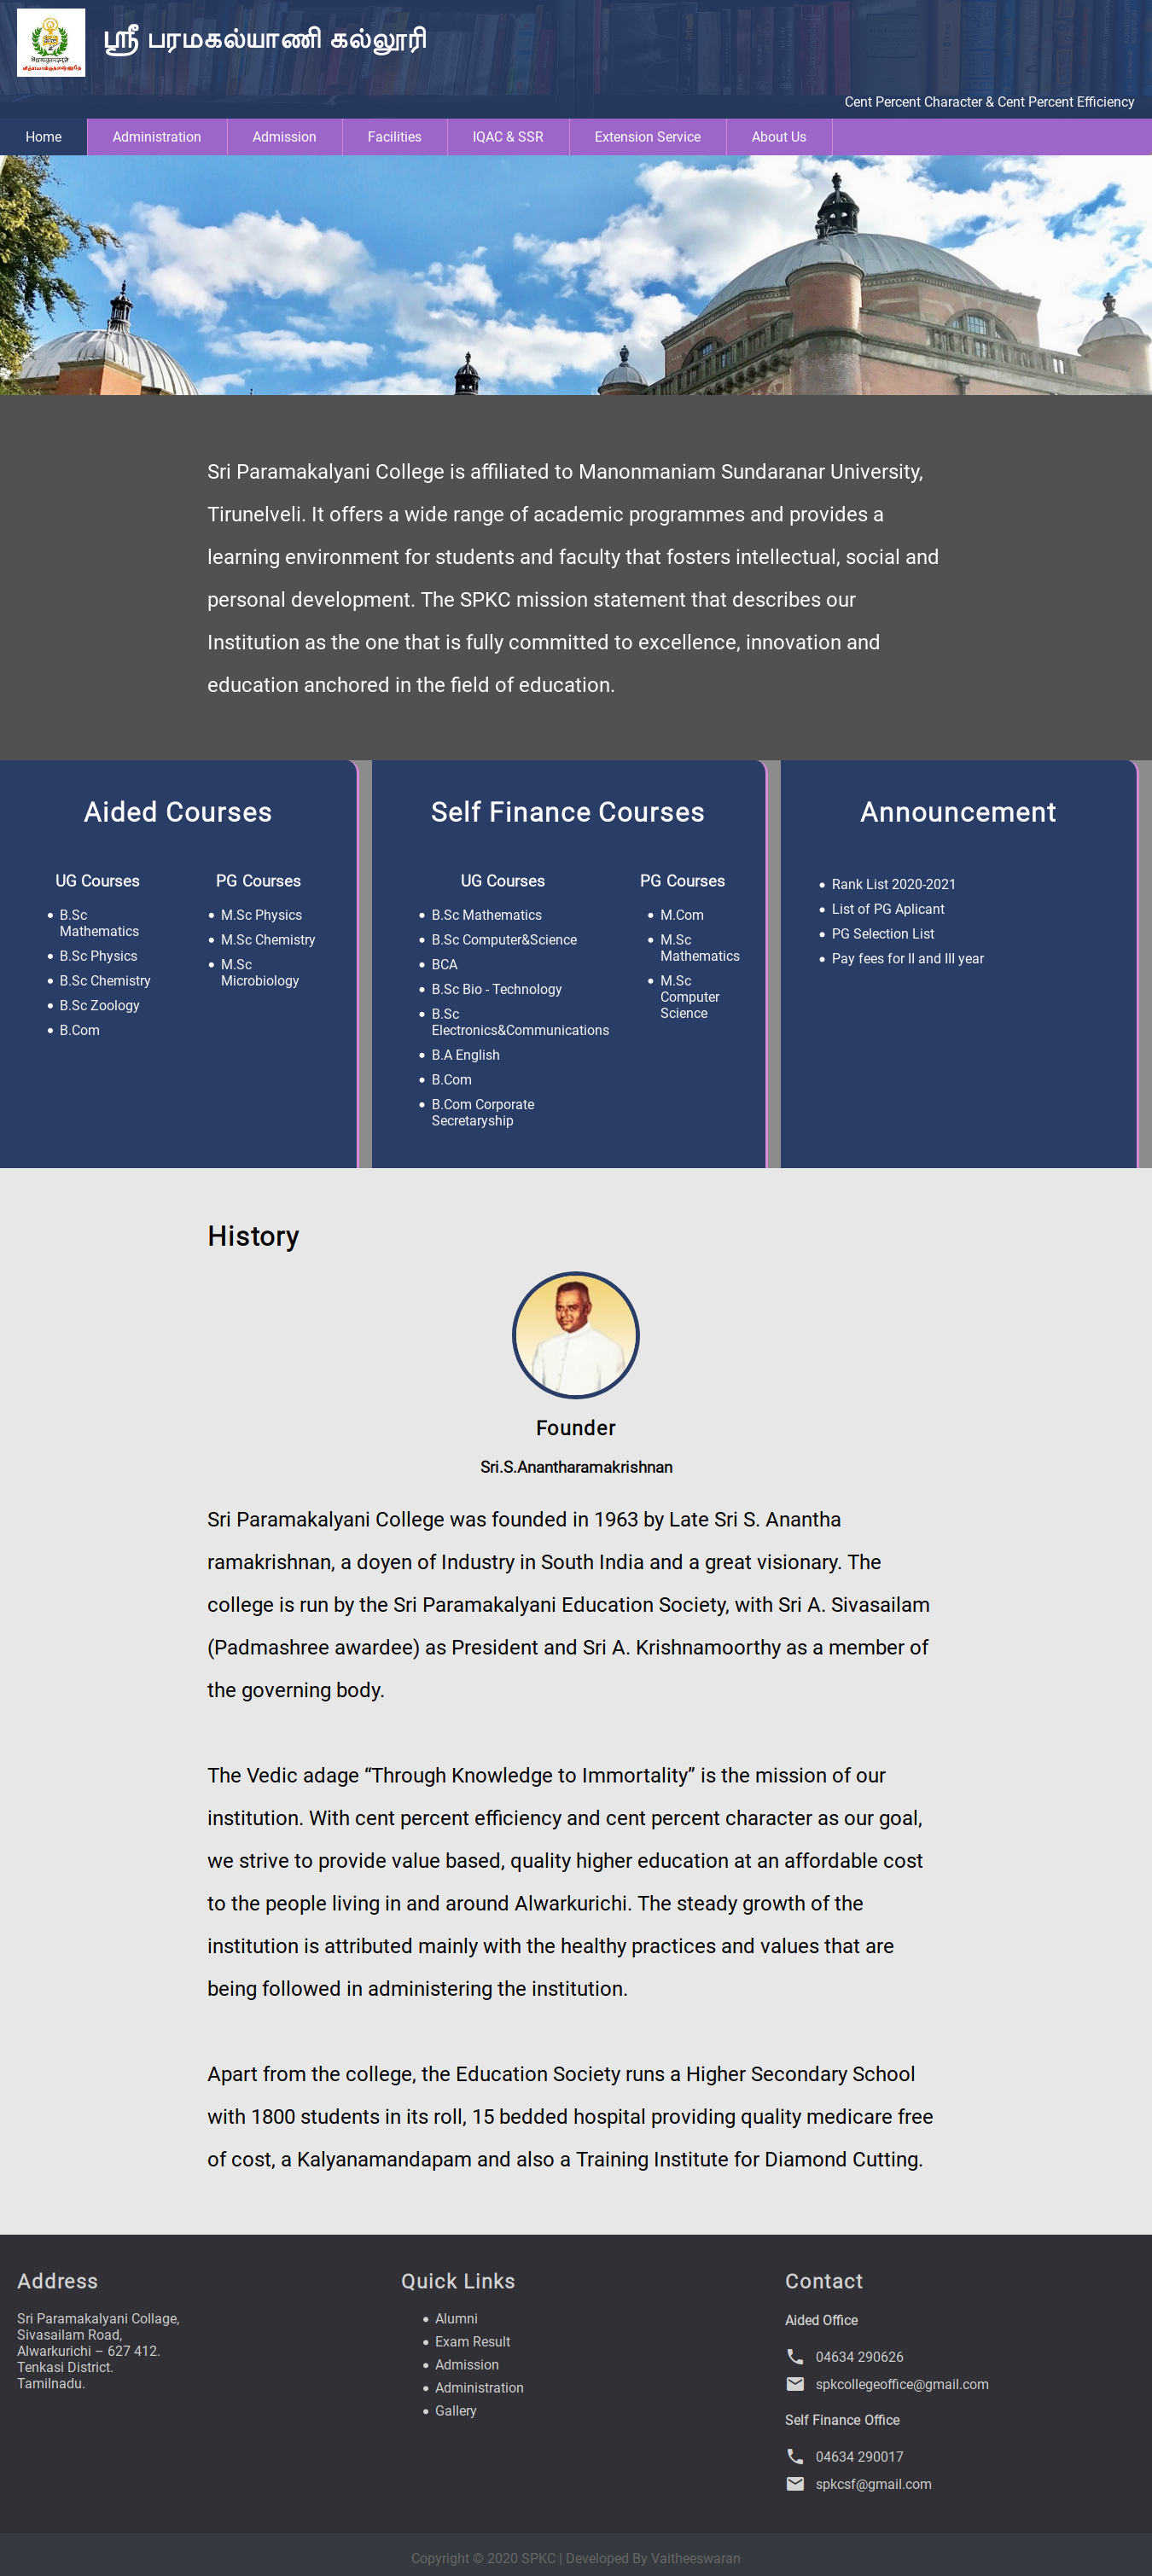 ஸ்ரீ பரமகல்யாணி கல்லூரி
Cent Percent Character & Cent Percent Efficiency
Home
Administration
Admission
Facilities
IQAC & SSR
Extension Service
About Us
Sri Paramakalyani College is affiliated to Manonmaniam Sundaranar University,
Tirunelveli. It offers a wide range of academic programmes and provides a
learning environment for students and faculty that fosters intellectual, social and
personal development. The SPKC mission statement that describes our
Institution as the one that is fully committed to excellence, innovation and
education anchored in the field of education.
Aided Courses
UG Courses
B.Sc
Mathematics
B.Sc Physics
B.Sc Chemistry
B.Sc Zoology
B.Com
PG Courses
M.Sc Physics
M.Sc Chemistry
M.Sc
Microbiology
Self Finance Courses
UG Courses
B.Sc Mathematics
B.Sc Computer&Science
BCA
B.Sc Bio - Technology
B.Sc
Electronics&Communications
B.A English
B.Com
B.Com Corporate
Secretaryship
PG Courses
M.Com
M.Sc
Mathematics
M.Sc
Computer
Science
Announcement
Rank List 2020-2021
List of PG Aplicant
PG Selection List
Pay fees for II and III year
History
Founder
Sri.S.Anantharamakrishnan
Sri Paramakalyani College was founded in 1963 by Late Sri S. Anantha
ramakrishnan, a doyen of Industry in South India and a great visionary. The
college is run by the Sri Paramakalyani Education Society, with Sri A. Sivasailam
(Padmashree awardee) as President and Sri A. Krishnamoorthy as a member of
the governing body.
The Vedic adage “Through Knowledge to Immortality” is the mission of our
institution. With cent percent efficiency and cent percent character as our goal,
we strive to provide value based, quality higher education at an affordable cost
to the people living in and around Alwarkurichi. The steady growth of the
institution is attributed mainly with the healthy practices and values that are
being followed in administering the institution.
Apart from the college, the Education Society runs a Higher Secondary School
with 1800 students in its roll, 15 bedded hospital providing quality medicare free
of cost, a Kalyanamandapam and also a Training Institute for Diamond Cutting.
Address
Sri Paramakalyani Collage,
Sivasailam Road,
Alwarkurichi – 627 412.
Tenkasi District.
Tamilnadu.
Quick Links
Alumni
Exam Result
Admission
Administration
Gallery
Contact
Aided Office
04634 290626
spkcollegeoffice@gmail.com
Self Finance Office
04634 290017
spkcsf@gmail.com
Copyright © 2020 SPKC | Developed By Vaitheeswaran